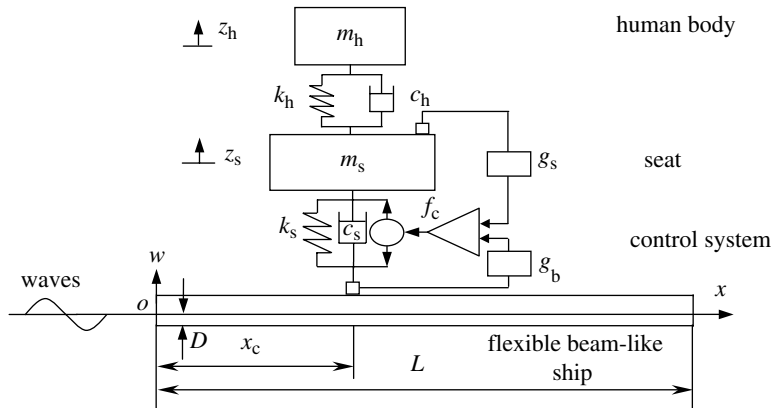 z_h
m_h
human body
k_h
c_h
z_s
m_s
g_s
seat
k_s
c_s
f_c
control system
g_b
w
waves
o
x
D
x_c
L
flexible beam-like
ship